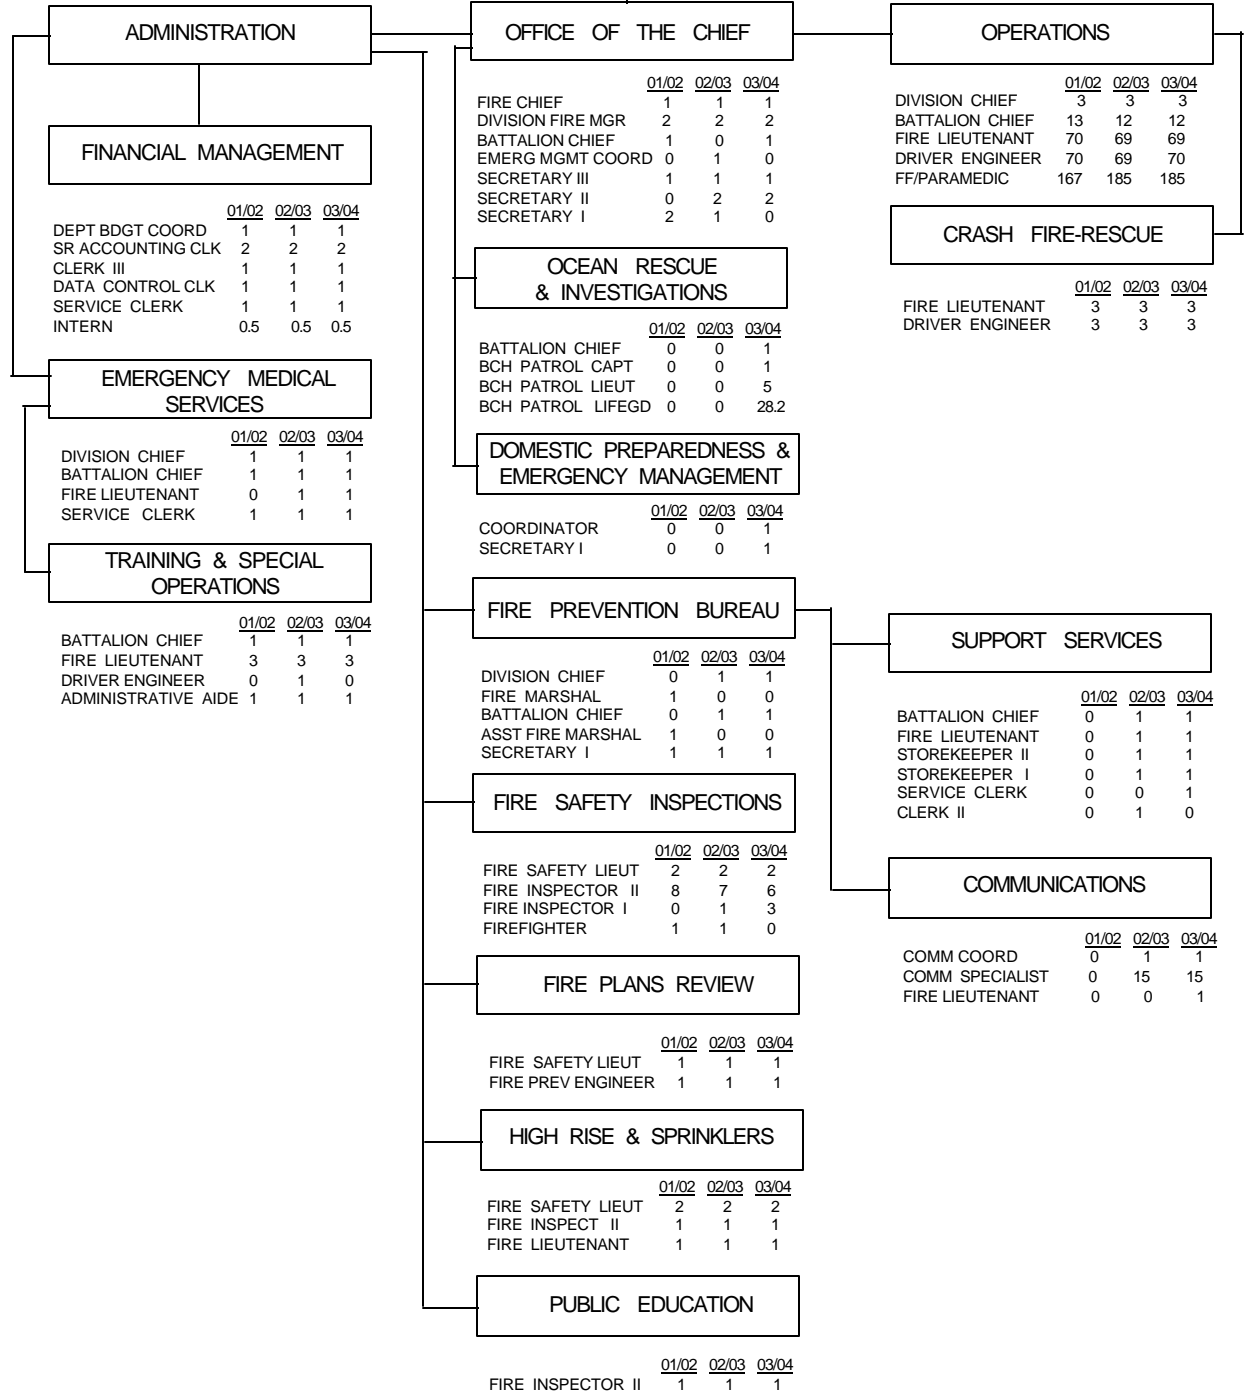 ADMINISTRATION
FINANCIAL MANAGEMENT
01/02 02/03 03/04
DEPT BDGT COORD 1 1 1
SR ACCOUNTING CLK 2 2 2
CLERK III 1 1 1
DATA CONTROL CLK 1 1 1
SERVICE CLERK 1 1 1
INTERN 0.5 0.5 0.5
EMERGENCY MEDICAL
SERVICES
01/02 02/03 03/04
DIVISION CHIEF 1 1 1
BATTALION CHIEF 1 1 1
FIRE LIEUTENANT 0 1 1
SERVICE CLERK 1 1 1
TRAINING & SPECIAL
OPERATIONS
01/02 02/03 03/04
BATTALION CHIEF 1 1 1
FIRE LIEUTENANT 3 3 3
DRIVER ENGINEER 0 1 0
ADMINISTRATIVE AIDE 1 1 1
OFFICE OF THE CHIEF
01/02 02/03 03/04
FIRE CHIEF 1 1 1
DIVISION FIRE MGR 2 2 2
BATTALION CHIEF 1 0 1
EMERG MGMT COORD 0 1 0
SECRETARY III 1 1 1
SECRETARY II 0 2 2
SECRETARY I 2 1 0
OCEAN RESCUE
& INVESTIGATIONS
01/02 02/03 03/04
BATTALION CHIEF 0 0 1
BCH PATROL CAPT 0 0 1
BCH PATROL LIEUT 0 0 5
BCH PATROL LIFEGD 0 0 28.2
DOMESTIC PREPAREDNESS &
EMERGENCY MANAGEMENT
01/02 02/03 03/04
COORDINATOR 0 0 1
SECRETARY I 0 0 1
FIRE PREVENTION BUREAU
01/02 02/03 03/04
DIVISION CHIEF 0 1 1
FIRE MARSHAL 1 0 0
BATTALION CHIEF 0 1 1
ASST FIRE MARSHAL 1 0 0
SECRETARY I 1 1 1
FIRE SAFETY INSPECTIONS
01/02 02/03 03/04
FIRE SAFETY LIEUT 2 2 2
FIRE INSPECTOR II 8 7 6
FIRE INSPECTOR I 0 1 3
FIREFIGHTER 1 1 0
FIRE PLANS REVIEW
01/02 02/03 03/04
FIRE SAFETY LIEUT 1 1 1
FIRE PREV ENGINEER 1 1 1
HIGH RISE & SPRINKLERS
01/02 02/03 03/04
FIRE SAFETY LIEUT 2 2 2
FIRE INSPECT II 1 1 1
FIRE LIEUTENANT 1 1 1
PUBLIC EDUCATION
01/02 02/03 03/04
FIRE INSPECTOR II 1 1 1
OPERATIONS
01/02 02/03 03/04
DIVISION CHIEF 3 3 3
BATTALION CHIEF 13 12 12
FIRE LIEUTENANT 70 69 69
DRIVER ENGINEER 70 69 70
FF/PARAMEDIC 167 185 185
CRASH FIRE-RESCUE
01/02 02/03 03/04
FIRE LIEUTENANT 3 3 3
DRIVER ENGINEER 3 3 3
SUPPORT SERVICES
01/02 02/03 03/04
BATTALION CHIEF 0 1 1
FIRE LIEUTENANT 0 1 1
STOREKEEPER II 0 1 1
STOREKEEPER I 0 1 1
SERVICE CLERK 0 0 1
CLERK II 0 1 0
COMMUNICATIONS
01/02 02/03 03/04
COMM COORD 0 1 1
COMM SPECIALIST 0 15 15
FIRE LIEUTENANT 0 0 1